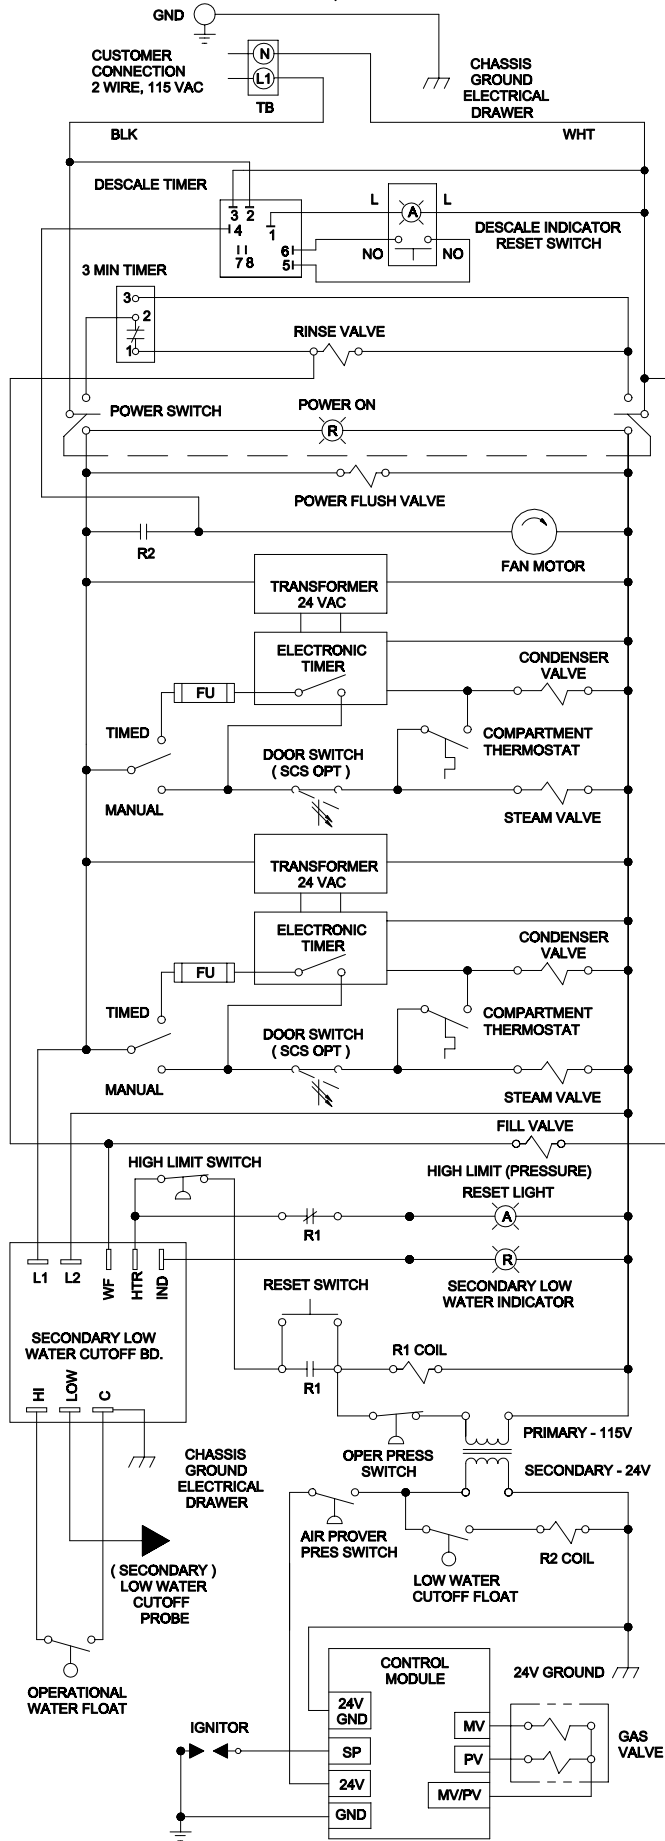 GND
CUSTOMER
CONNECTION
2 WIRE, 115 VAC
N
L1
TB
CHASSIS
GROUND
ELECTRICAL
DRAWER
BLK
WHT
DESCALE TIMER
3 2
4
1
6
5
7 8
L
A
L
NO
NO
DESCALE INDICATOR
RESET SWITCH
3 MIN TIMER
3
2
1
RINSE VALVE
POWER SWITCH
POWER ON
R
POWER FLUSH VALVE
R2
FAN MOTOR
TRANSFORMER
24 VAC
ELECTRONIC
TIMER
CONDENSER
VALVE
FU
TIMED
DOOR SWITCH
( SCS OPT )
COMPARTMENT
THERMOSTAT
MANUAL
STEAM VALVE
TRANSFORMER
24 VAC
ELECTRONIC
TIMER
CONDENSER
VALVE
FU
TIMED
DOOR SWITCH
( SCS OPT )
COMPARTMENT
THERMOSTAT
MANUAL
STEAM VALVE
FILL VALVE
HIGH LIMIT SWITCH
HIGH LIMIT (PRESSURE)
RESET LIGHT
R1
A
L1
L2
WF
HTR
IND
R
RESET SWITCH
SECONDARY LOW
WATER INDICATOR
SECONDARY LOW
WATER CUTOFF BD.
R1 COIL
R1
HI
LOW
C
OPER PRESS
SWITCH
PRIMARY - 115V
SECONDARY - 24V
CHASSIS
GROUND
ELECTRICAL
DRAWER
AIR PROVER
PRES SWITCH
R2 COIL
LOW WATER
CUTOFF FLOAT
( SECONDARY )
LOW WATER
CUTOFF
PROBE
OPERATIONAL
WATER FLOAT
CONTROL
MODULE
24V GROUND
24V
GND
IGNITOR
MV
SP
PV
GAS
VALVE
24V
MV/PV
GND